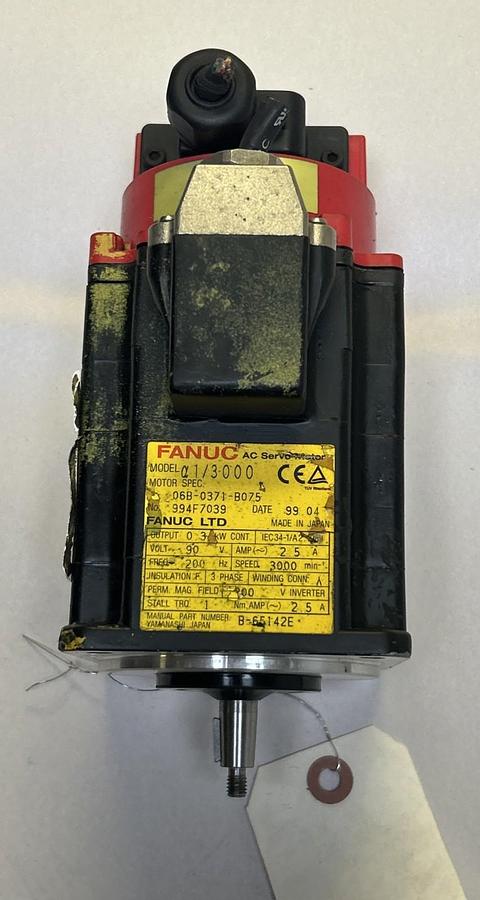 FANUC AC Servo Motor
MODEL α1/3000 CE
MOTOR SPEC.
06B-0371-B075
No. 994F7039 DATE 99.04
FANUC LTD MADE IN JAPAN
OUTPUT 0.3 kW CONT. IEC34-1/A2
VOLT 90 V AMP(~) 2.5 A
FREQ 200 Hz SPEED 3000 min⁻¹
INSULATION F 3 PHASE WINDING CONN. Y
PERM. MAG. FIELD 200 V INVERTER
STALL TRQ 1 Nm, AMP(~) 2.5 A
MANUAL PART NUMBER B-65142E
YAMANASHI JAPAN